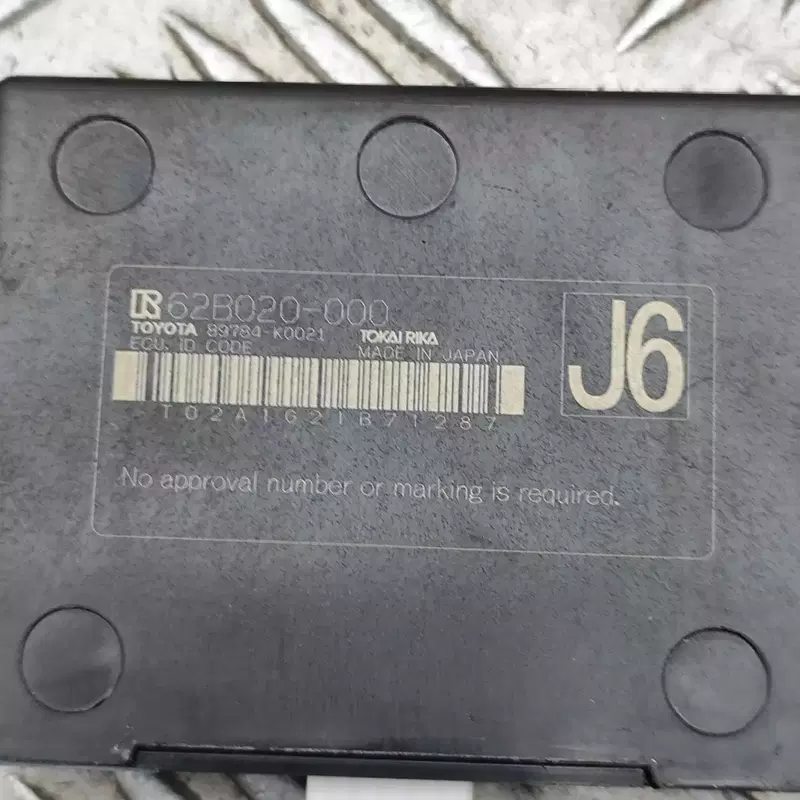 62B020-000
TOYOTA 89784-K0021 TOKAI RIKA
ECU, ID CODE MADE IN JAPAN
J6
T02A1G21B71287
No approval number or marking is required.